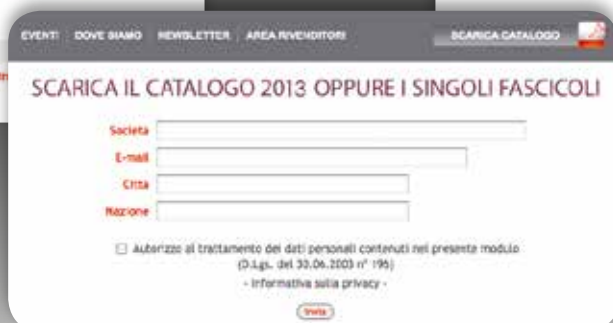 EVENTI DOVE SIAMO NEWSLETTER AREA RIVENDITORI SCARICA CATALOGO
SCARICA IL CATALOGO 2013 OPPURE I SINGOLI FASCICOLI
Società
E-mail
Città
Nazione
Autorizzo al trattamento dei dati personali contenuti nel presente modulo
(D.Lgs. del 30.06.2003 n° 196)
- Informativa sulla privacy -
Invia